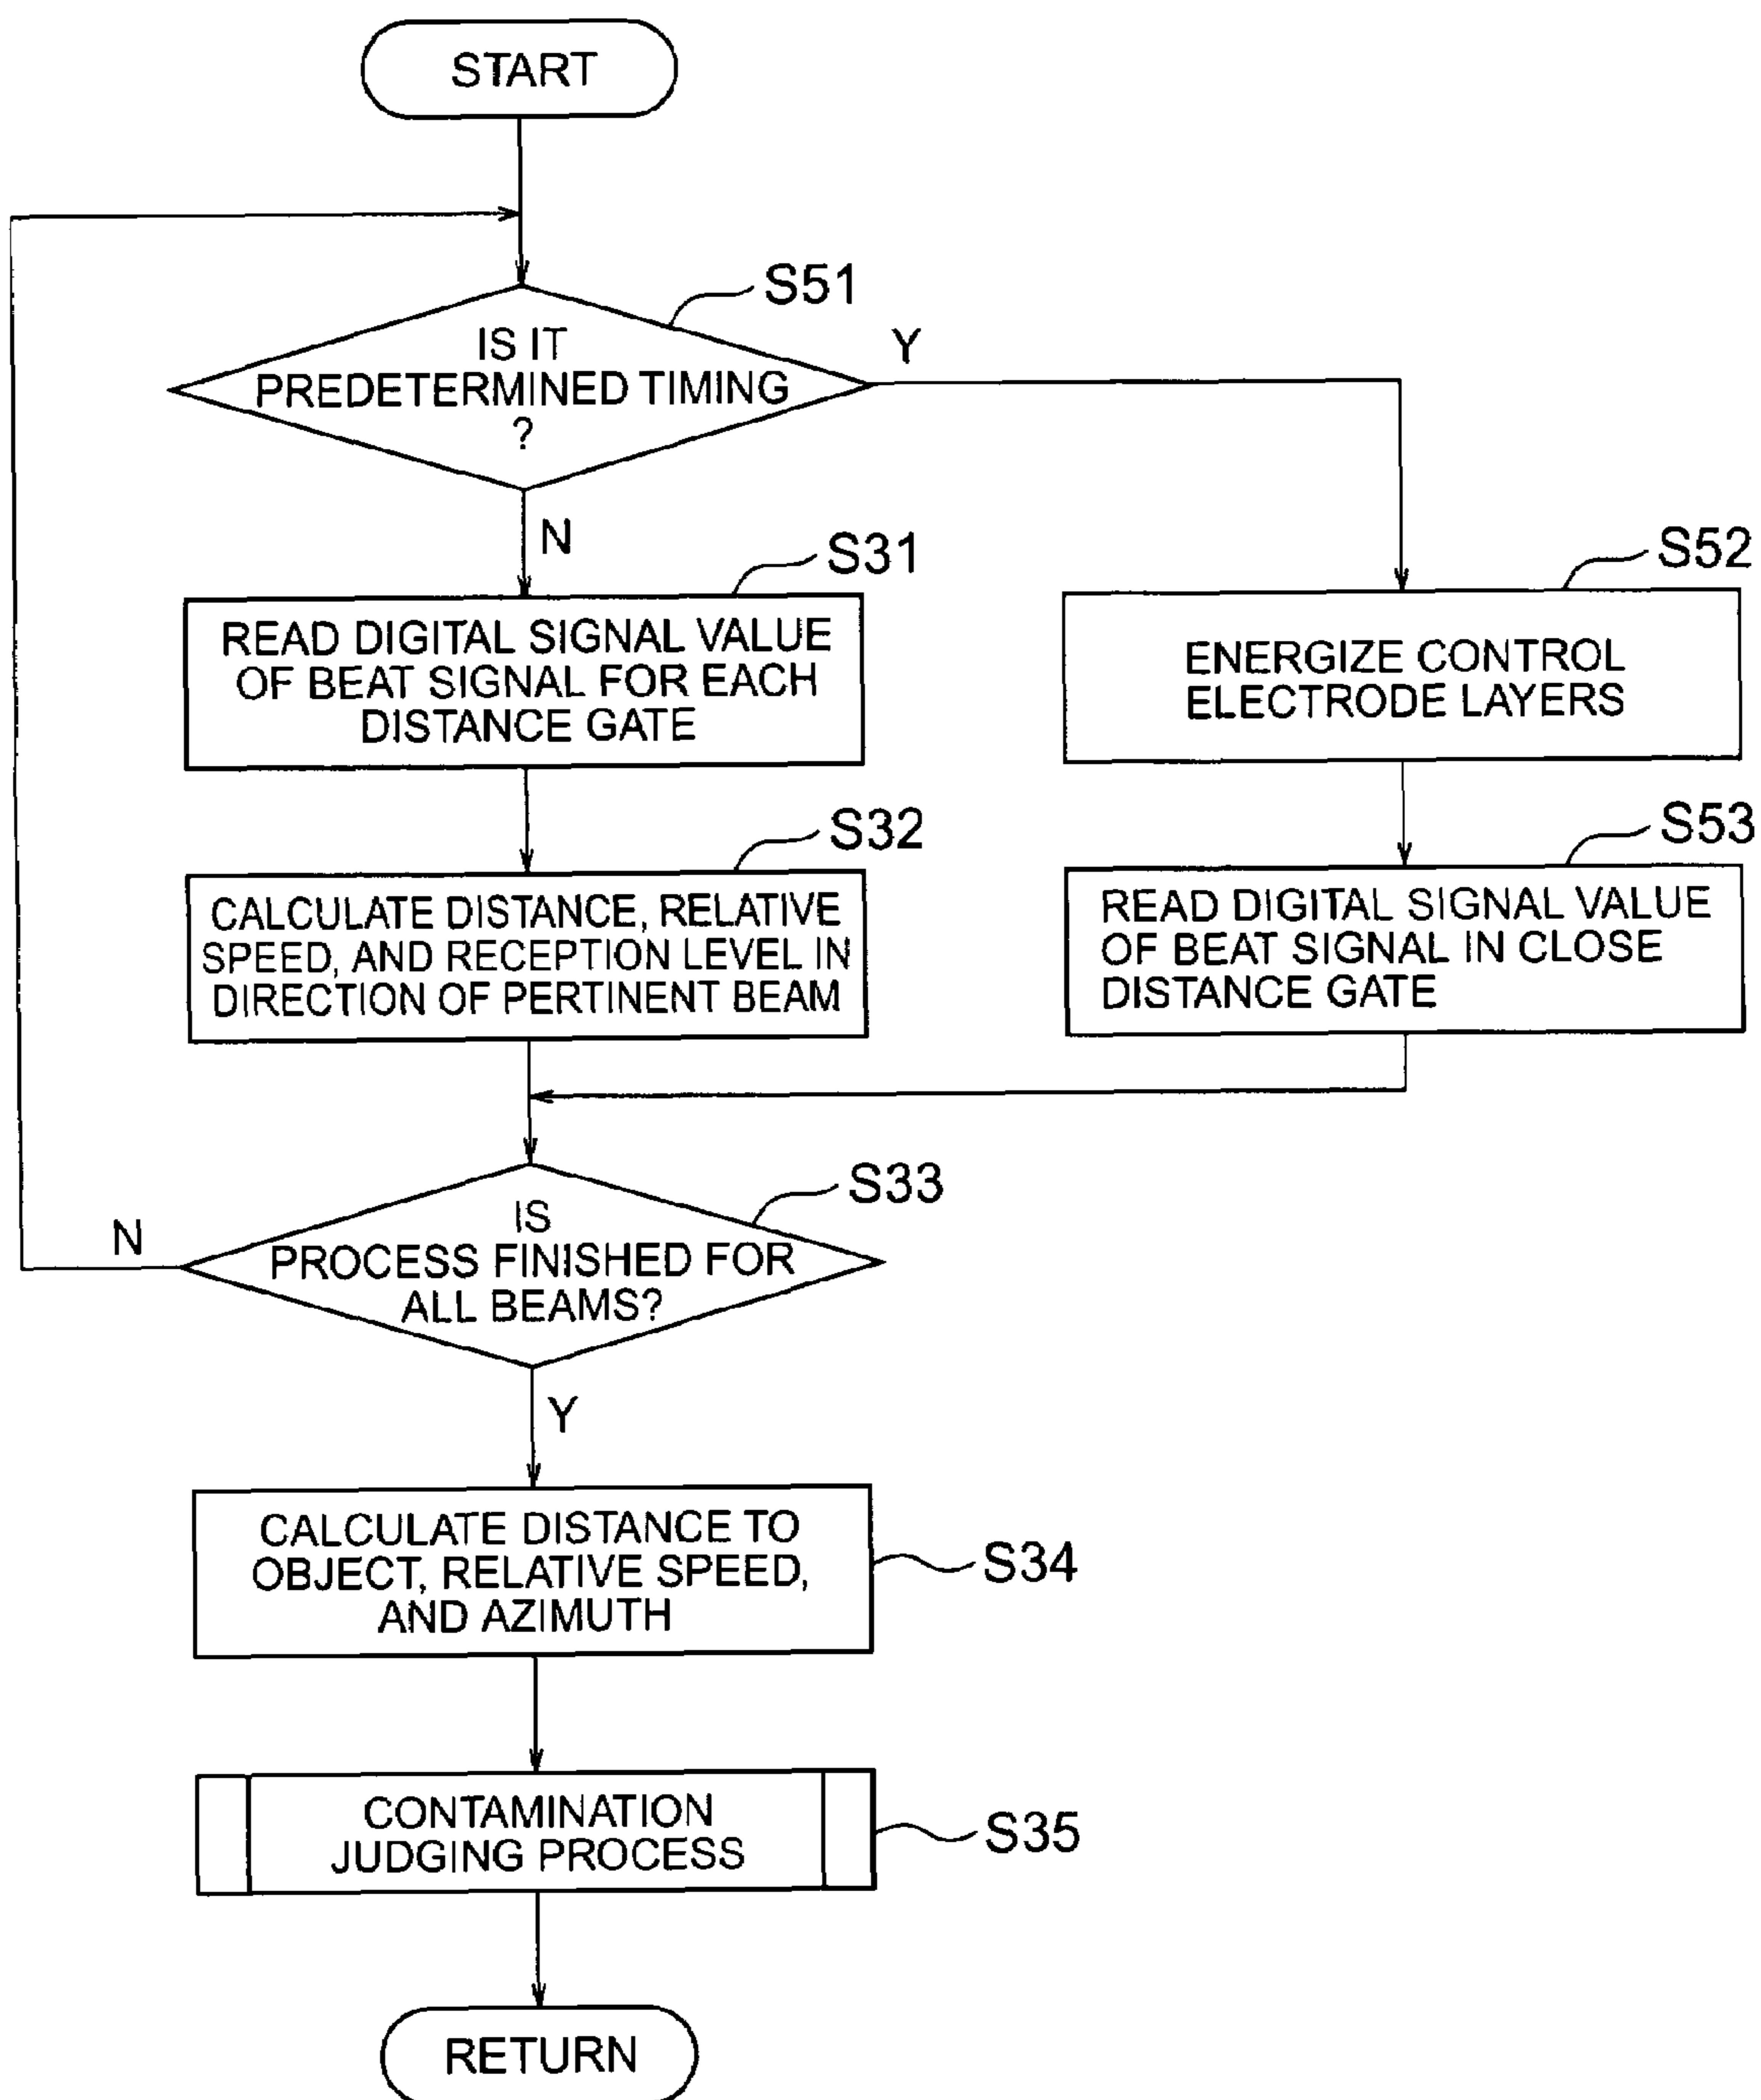 START
S51
IS IT
PREDETERMINED TIMING
?
Y
N
S31
READ DIGITAL SIGNAL VALUE
OF BEAT SIGNAL FOR EACH
DISTANCE GATE
S52
ENERGIZE CONTROL
ELECTRODE LAYERS
S32
CALCULATE DISTANCE, RELATIVE
SPEED, AND RECEPTION LEVEL IN
DIRECTION OF PERTINENT BEAM
S53
READ DIGITAL SIGNAL VALUE
OF BEAT SIGNAL IN CLOSE
DISTANCE GATE
S33
IS
PROCESS FINISHED FOR
ALL BEAMS?
N
Y
CALCULATE DISTANCE TO
OBJECT, RELATIVE SPEED,
AND AZIMUTH
S34
CONTAMINATION
JUDGING PROCESS
S35
RETURN